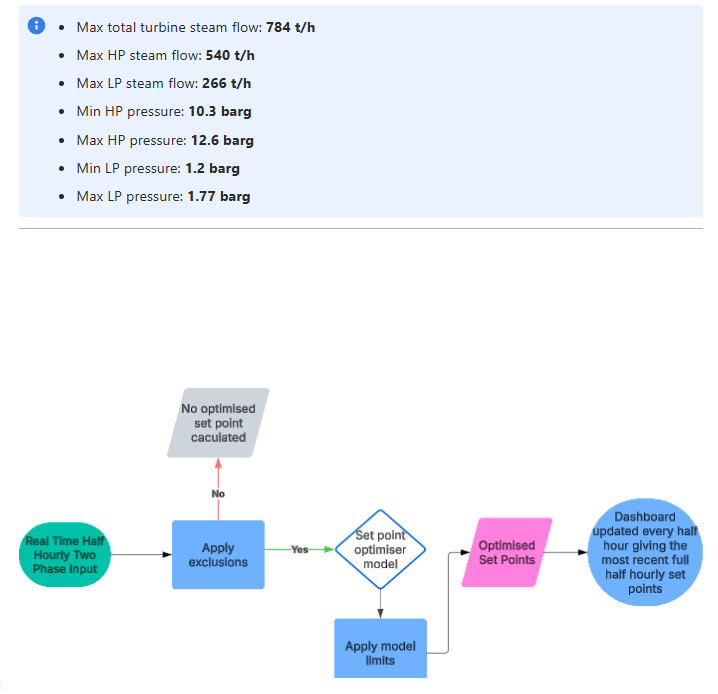 Max total turbine steam flow: 784 t/h
Max HP steam flow: 540 t/h
Max LP steam flow: 266 t/h
Min HP pressure: 10.3 barg
Max HP pressure: 12.6 barg
Min LP pressure: 1.2 barg
Max LP pressure: 1.77 barg
No optimised
set point
caculated
No
Real Time Half
Hourly Two
Phase Input
Apply
exclusions
Yes
Set point
optimiser
model
Optimised
Set Points
Dashboard
updated every half
hour giving the
most recent full
half hourly set
points
Apply model
limits